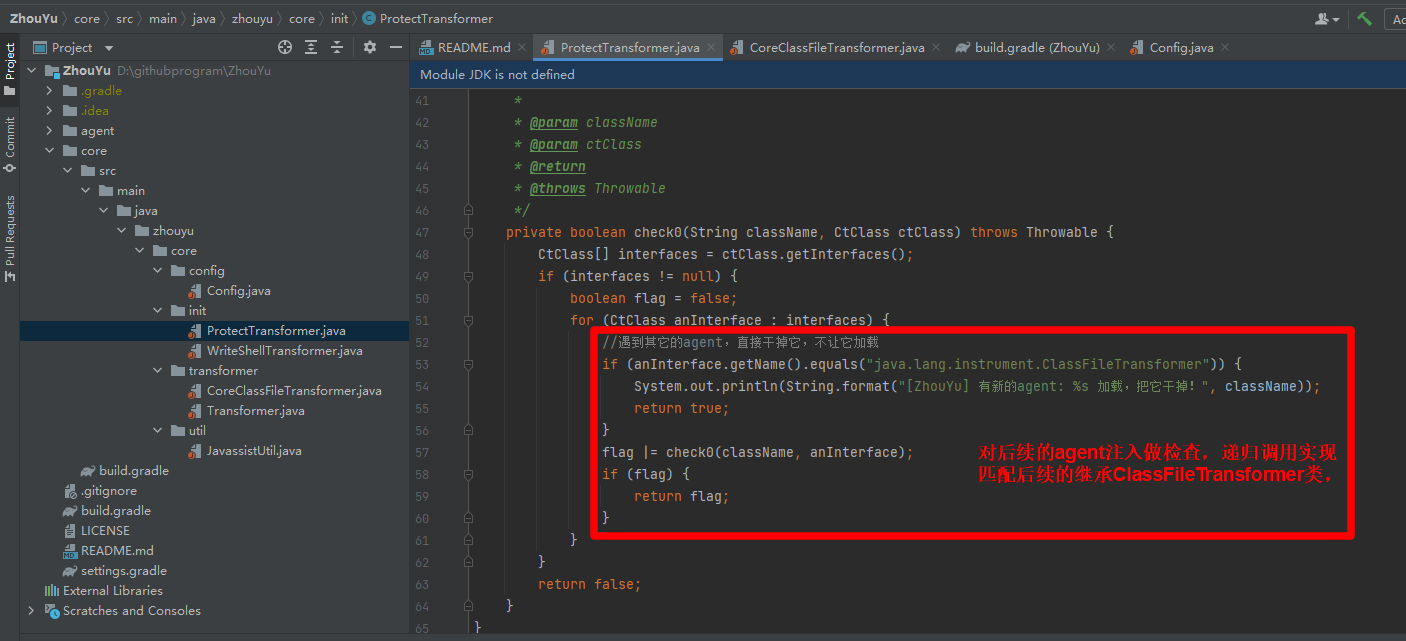 ZhouYu core src main java zhouyu core init ProtectTransformer
Project
README.md
ProtectTransformer.java
CoreClassFileTransformer.java
build.gradle (ZhouYu)
Config.java
Module JDK is not defined
Project
Commit
Pull Requests
ZhouYu D:\githubprogram\ZhouYu
.gradle
.idea
agent
core
src
main
java
zhouyu
core
config
Config.java
init
ProtectTransformer.java
WriteShellTransformer.java
transformer
CoreClassFileTransformer.java
Transformer.java
util
JavassistUtil.java
build.gradle
.gitignore
build.gradle
LICENSE
README.md
settings.gradle
External Libraries
Scratches and Consoles
41 *
42 * @param className
43 * @param ctClass
44 * @return
45 * @throws Throwable
46 */
47 private boolean check0(String className, CtClass ctClass) throws Throwable {
48 CtClass[] interfaces = ctClass.getInterfaces();
49 if (interfaces != null) {
50 boolean flag = false;
51 for (CtClass anInterface : interfaces) {
52 //遇到其它的agent，直接干掉它，不让它加载
53 if (anInterface.getName().equals("java.lang.instrument.ClassFileTransformer")) {
54 System.out.println(String.format("[ZhouYu] 有新的agent: %s 加载，把它干掉！", className));
55 return true;
56 }
57 flag |= check0(className, anInterface);
58 if (flag) {
59 return flag;
60 }
61 }
62 }
63 return false;
64 }
65 }
对后续的agent注入做检查，递归调用实现
匹配后续的继承ClassFileTransformer类，